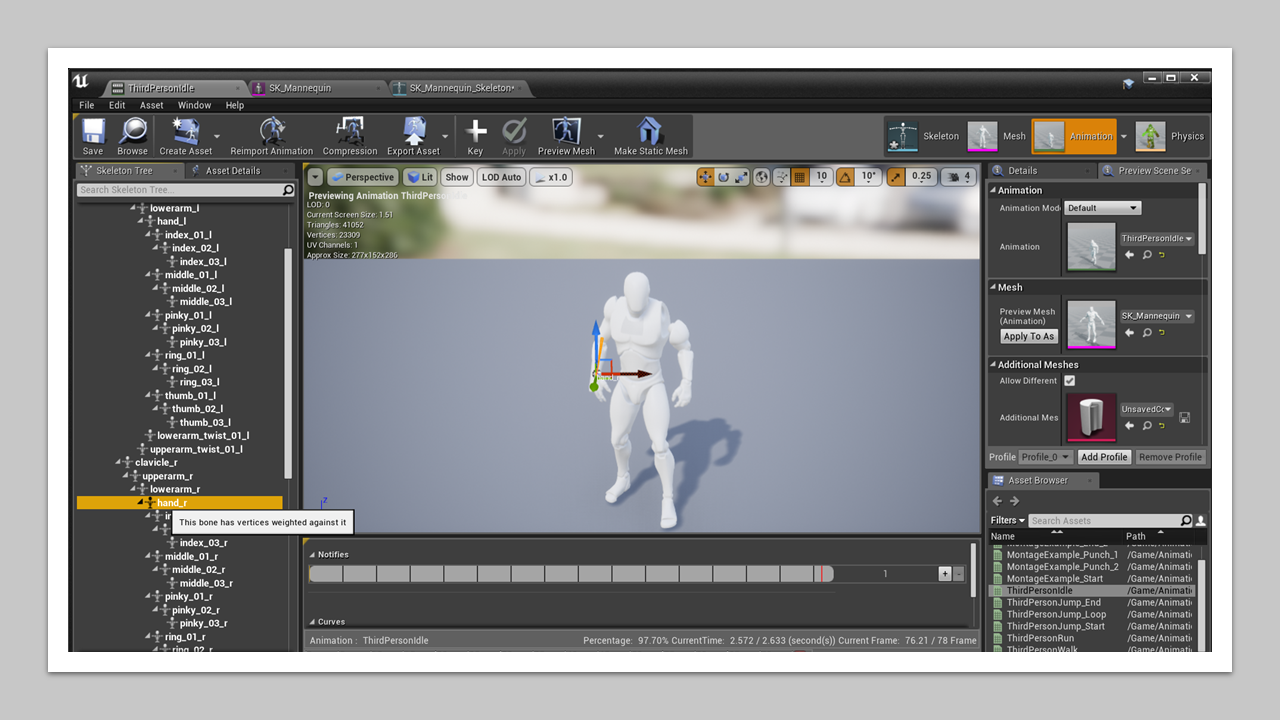 ThirdPersonIdle
SK_Mannequin
SK_Mannequin_Skeleton•
File Edit Asset Window Help
Save
Browse
Create Asset
Reimport Animation
Compression
Export Asset
Key
Apply
Preview Mesh
Make Static Mesh
Skeleton
Mesh
Animation
Physics
Skeleton Tree
Asset Details
Search Skeleton Tree...
lowerarm_l
hand_l
index_01_l
index_02_l
index_03_l
middle_01_l
middle_02_l
middle_03_l
pinky_01_l
pinky_02_l
pinky_03_l
ring_01_l
ring_02_l
ring_03_l
thumb_01_l
thumb_02_l
thumb_03_l
lowerarm_twist_01_l
upperarm_twist_01_l
clavicle_r
upperarm_r
lowerarm_r
hand_r
This bone has vertices weighted against it
index_03_r
middle_01_r
middle_02_r
middle_03_r
pinky_01_r
pinky_02_r
pinky_03_r
ring_01_r
ring_02_r
Perspective
Lit
Show
LOD Auto
x1.0
10
10°
0.25
4
Previewing Animation ThirdPersonIdle
LOD: 0
Current Screen Size: 1.51
Triangles: 41052
Vertices: 23309
UV Channels: 1
Approx Size: 277x152x286
z
Notifies
1
+
-
Curves
Animation : ThirdPersonIdle
Percentage: 97.70% CurrentTime: 2.572 / 2.633 (second(s)) Current Frame: 76.21 / 78 Frame
Details
Preview Scene Se
Animation
Animation Mode
Default
Animation
ThirdPersonIdle
Mesh
Preview Mesh
(Animation)
Apply To As
SK_Mannequin
Additional Meshes
Allow Different
Additional Mes
UnsavedCo
Profile
Profile_0
Add Profile
Remove Profile
Asset Browser
Filters
Search Assets
Name Path
MontageExample_End_2 /Game/Animati
MontageExample_Punch_1 /Game/Animati
MontageExample_Punch_2 /Game/Animati
MontageExample_Start /Game/Animati
ThirdPersonIdle /Game/Animati
ThirdPersonJump_End /Game/Animati
ThirdPersonJump_Loop /Game/Animati
ThirdPersonJump_Start /Game/Animati
ThirdPersonRun /Game/Animati
ThirdPersonWalk /Game/Animati